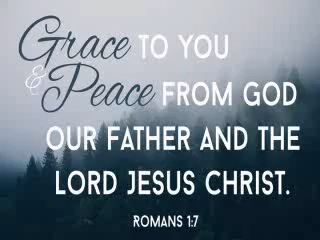 Grace TO YOU
& Peace FROM GOD
OUR FATHER AND THE
LORD JESUS CHRIST.
ROMANS 1:7